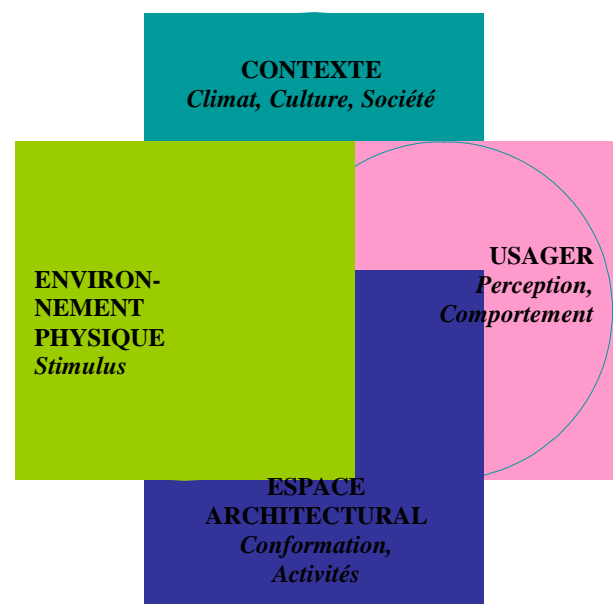 CONTEXTE
Climat, Culture, Société
ENVIRON-
NEMENT
PHYSIQUE
Stimulus
USAGER
Perception,
Comportement
ESPACE
ARCHITECTURAL
Conformation,
Activités